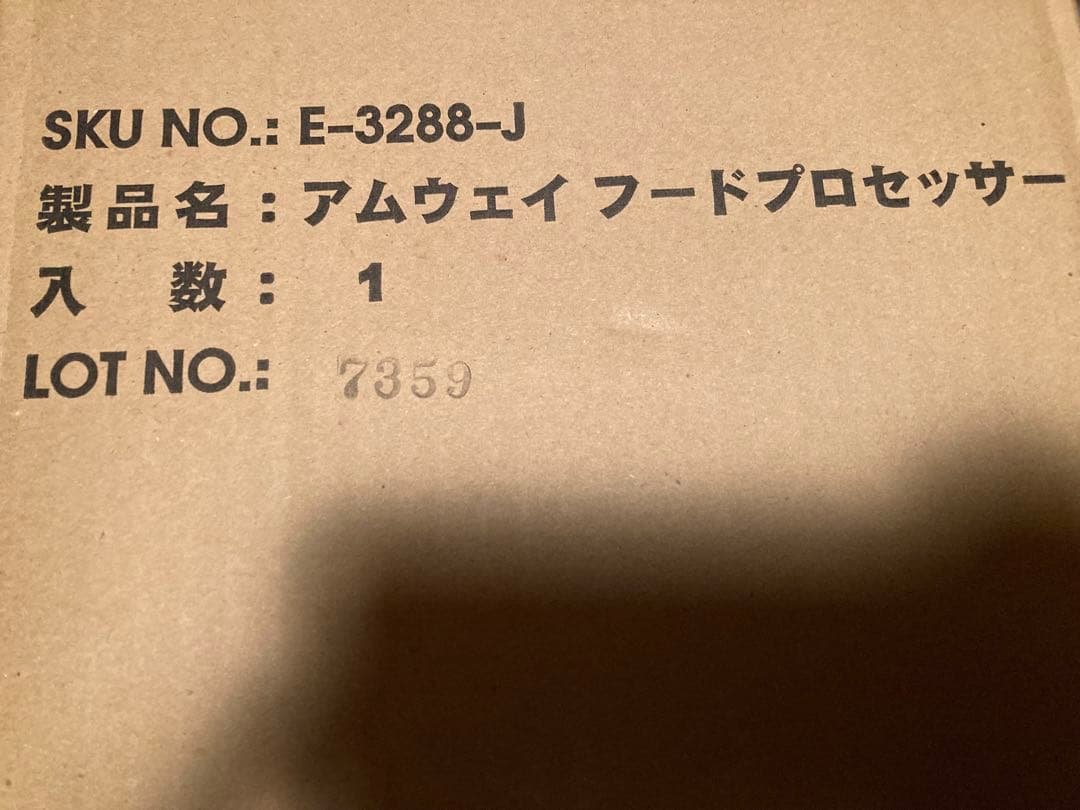 SKU NO.: E-3288-J
製品名：アムウェイ フードプロセッサー
入　数：　1
LOT NO.: 7359